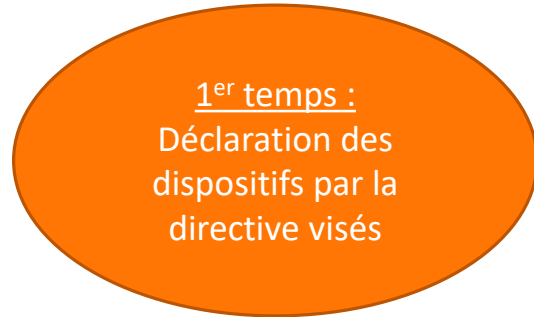 1er temps :
Déclaration des
dispositifs par la
directive visés